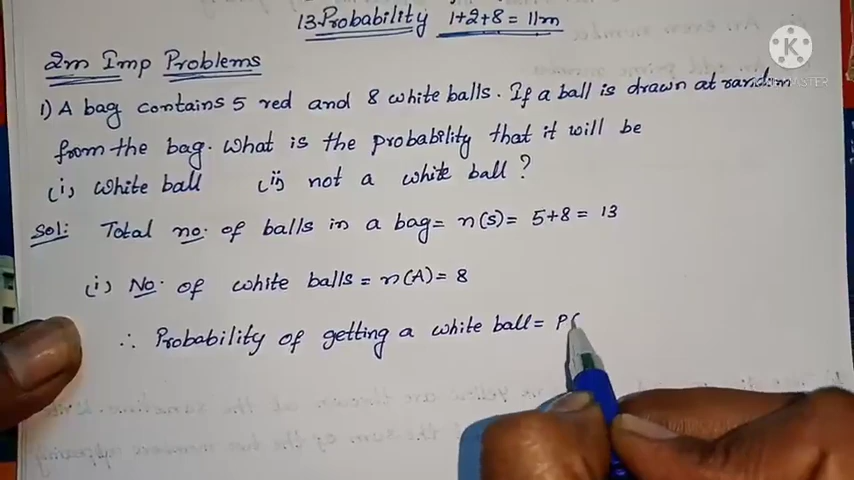 13. Probability 1+2+8 = 11m
2m Imp Problems
1) A bag contains 5 red and 8 white balls. If a ball is drawn at random
from the bag. What is the probability that it will be
(i) white ball (ii) not a white ball?
Sol: Total no. of balls in a bag = n(S) = 5+8 = 13
(i) No. of white balls = n(A) = 8
∴ Probability of getting a white ball = P(